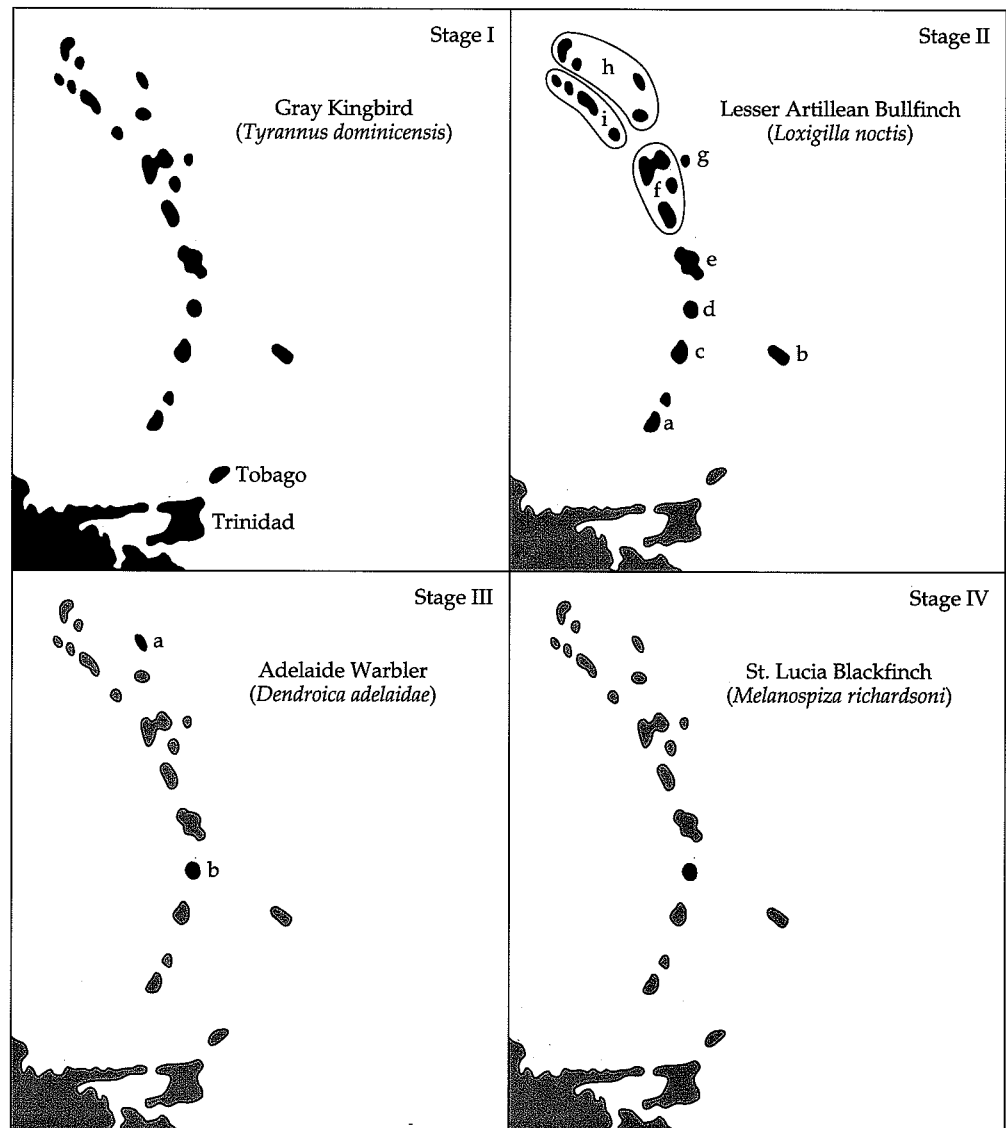 Stage I
Gray Kingbird
(Tyrannus dominicensis)
Tobago
Trinidad
Stage II
h
Lesser Artillean Bullfinch
(Loxigilla noctis)
i
g
f
e
d
c
b
a
Stage III
a
Adelaide Warbler
(Dendroica adelaidae)
b
Stage IV
St. Lucia Blackfinch
(Melanospiza richardsoni)